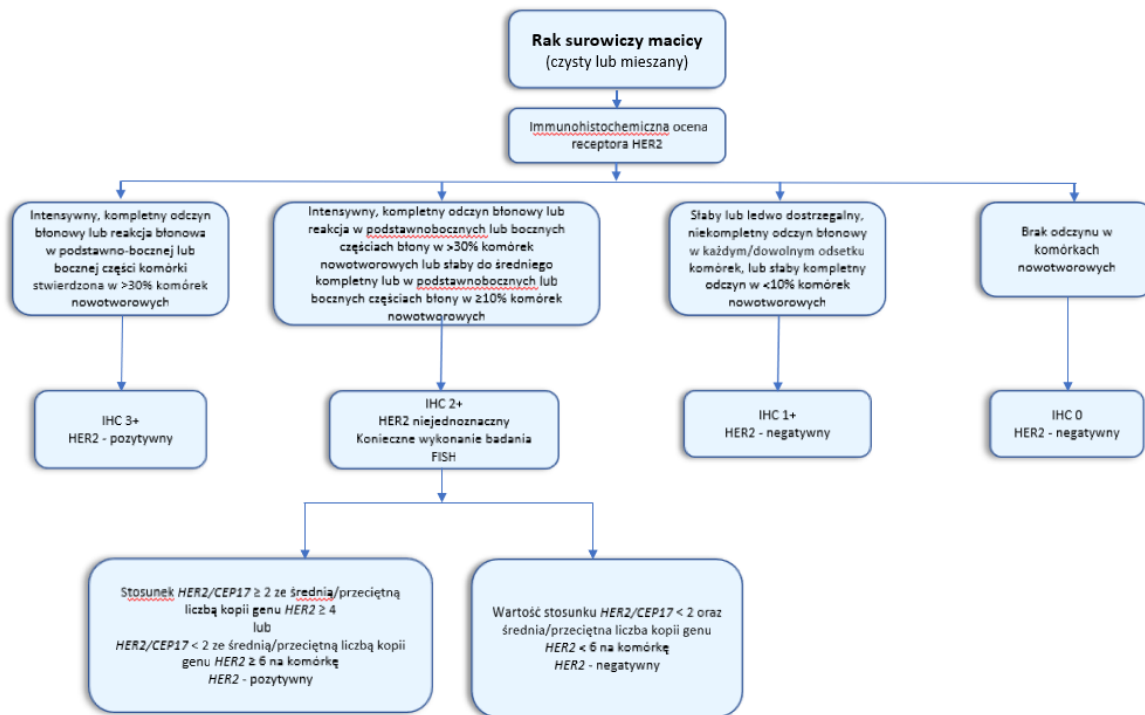 Rak surowiczy macicy
(czysty lub mieszany)
Immunohistochemiczna ocena
receptora HER2
Intensywny, kompletny odczyn
błonowy lub reakcja błonowa
w podstawno-bocznej lub
bocznej części komórki
stwierdzona w >30% komórek
nowotworowych
Intensywny, kompletny odczyn błonowy lub
reakcja w podstawnobocznych lub bocznych
częściach błony w >30% komórek
nowotworowych lub słaby do średniego
kompletny lub w podstawnobocznych lub
bocznych częściach błony w ≥10% komórek
nowotworowych
Słaby lub ledwo dostrzegalny,
niekompletny odczyn błonowy
w każdym/dowolnym odsetku
komórek, lub słaby kompletny
odczyn w <10% komórek
nowotworowych
Brak odczynu w
komórkach
nowotworowych
IHC 3+
HER2 - pozytywny
IHC 2+
HER2 niejednoznaczny
Konieczne wykonanie badania
FISH
IHC 1+
HER2 - negatywny
IHC 0
HER2 - negatywny
Stosunek HER2/CEP17 ≥ 2 ze średnią/przeciętną
liczbą kopii genu HER2 ≥ 4
lub
HER2/CEP17 < 2 ze średnią/przeciętną liczbą kopii
genu HER2 ≥ 6 na komórkę
HER2 - pozytywny
Wartość stosunku HER2/CEP17 < 2 oraz
średnia/przeciętna liczba kopii genu
HER2 < 6 na komórkę
HER2 - negatywny